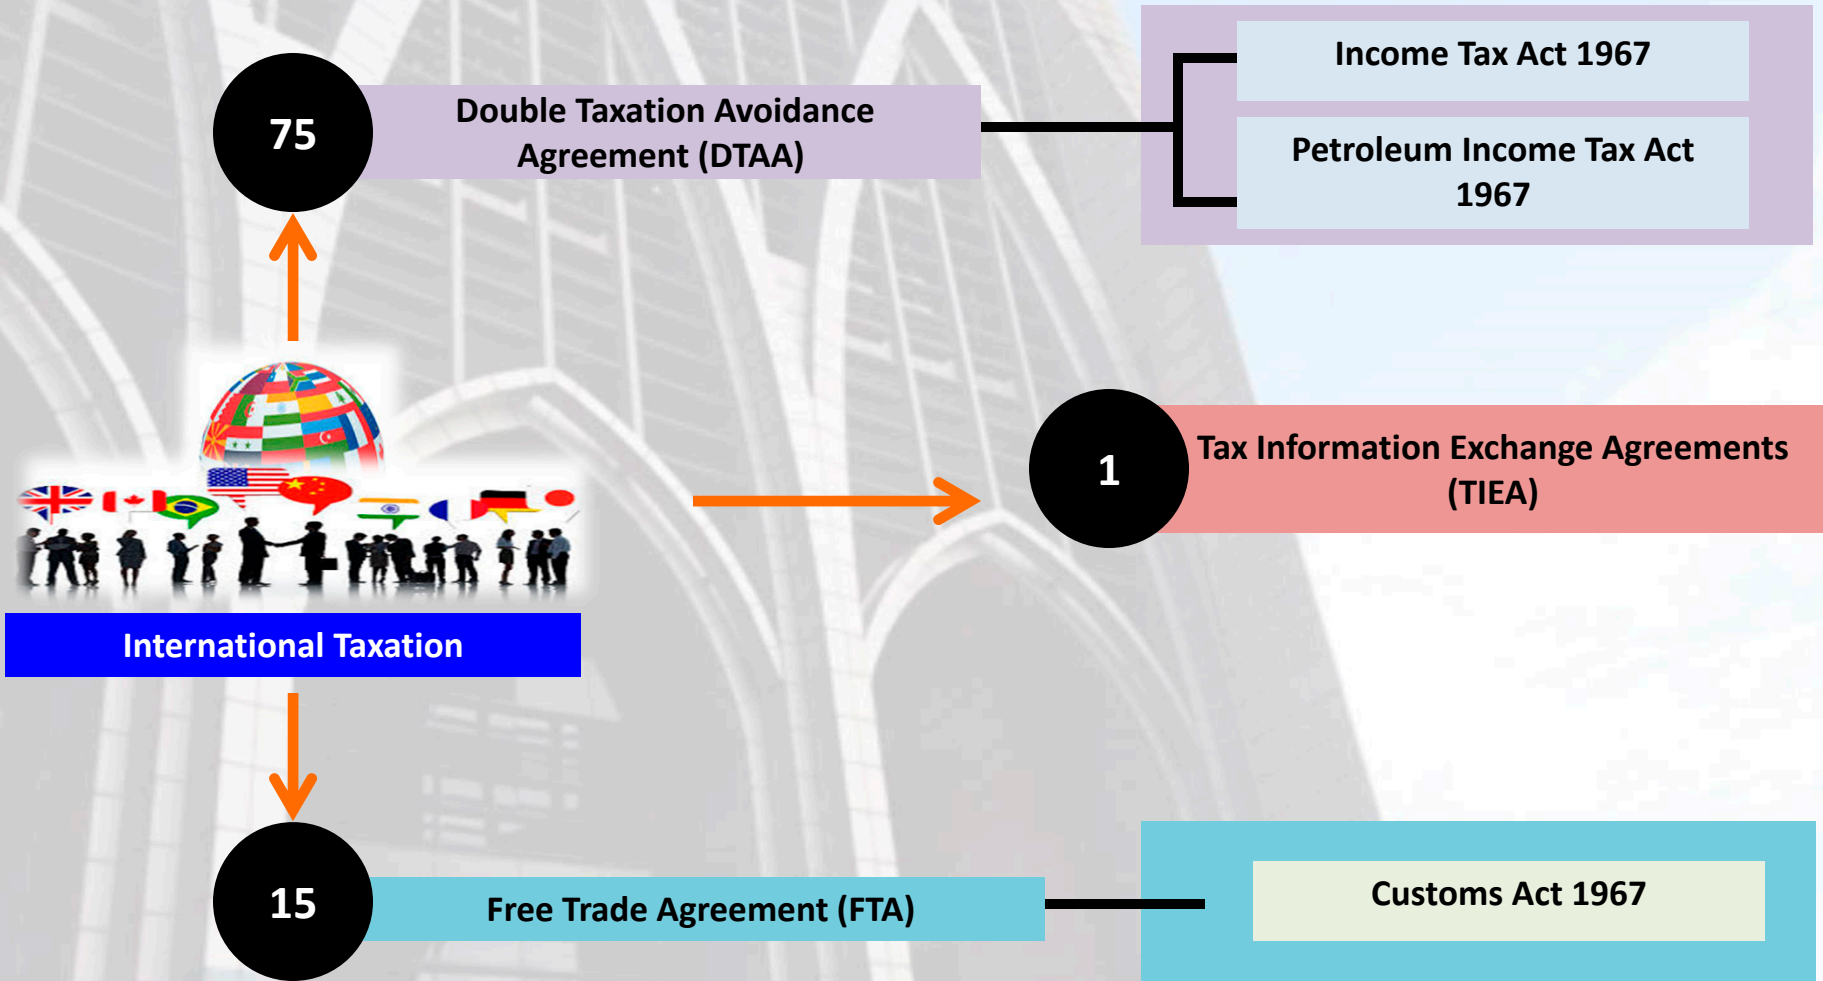 75
Double Taxation Avoidance
Agreement (DTAA)
Income Tax Act 1967
Petroleum Income Tax Act
1967
1
Tax Information Exchange Agreements
(TIEA)
International Taxation
15
Free Trade Agreement (FTA)
Customs Act 1967